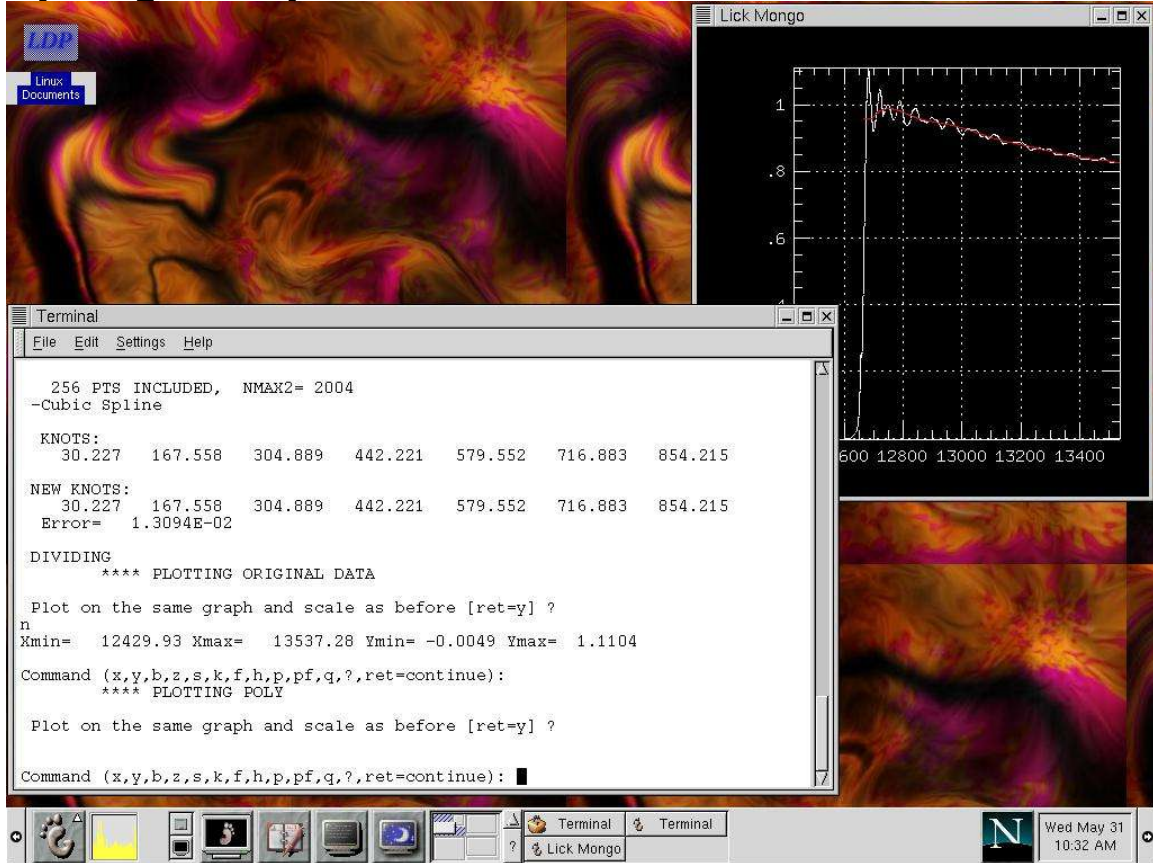 LDP
Linux
Documents
Lick Mongo
1
.8
.6
600 12800 13000 13200 13400
Terminal
File Edit Settings Help
256 PTS INCLUDED, NMAX2= 2004
-Cubic Spline
KNOTS:
30.227 167.558 304.889 442.221 579.552 716.883 854.215
NEW KNOTS:
30.227 167.558 304.889 442.221 579.552 716.883 854.215
Error= 1.3094E-02
DIVIDING
**** PLOTTING ORIGINAL DATA
Plot on the same graph and scale as before [ret=y] ?
n
Xmin= 12429.93 Xmax= 13537.28 Ymin= -0.0049 Ymax= 1.1104
Command (x,y,b,z,s,k,f,h,p,pf,q,?,ret=continue):
**** PLOTTING POLY
Plot on the same graph and scale as before [ret=y] ?
Command (x,y,b,z,s,k,f,h,p,pf,q,?,ret=continue):
?
Terminal
Terminal
Lick Mongo
N
Wed May 31
10:32 AM